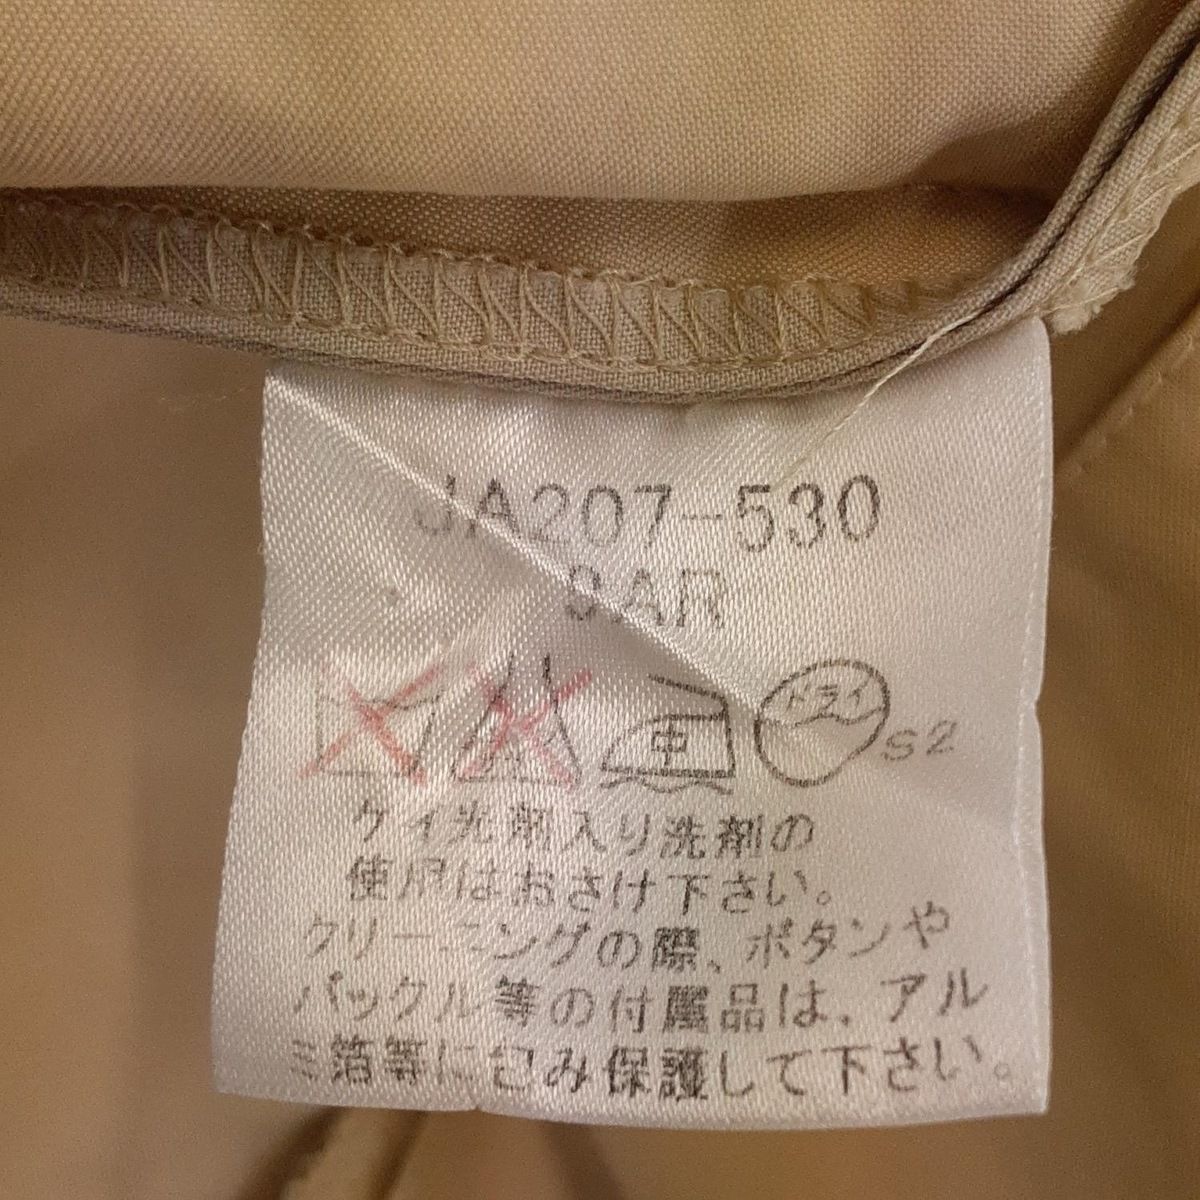 JA207-530
9AR
中 ドライ S2
ケイ光剤入り洗剤の
使用はおさけ下さい。
クリーニングの際、ボタンや
バックル等の付属品は、アル
ミ箔等に包み保護して下さい。